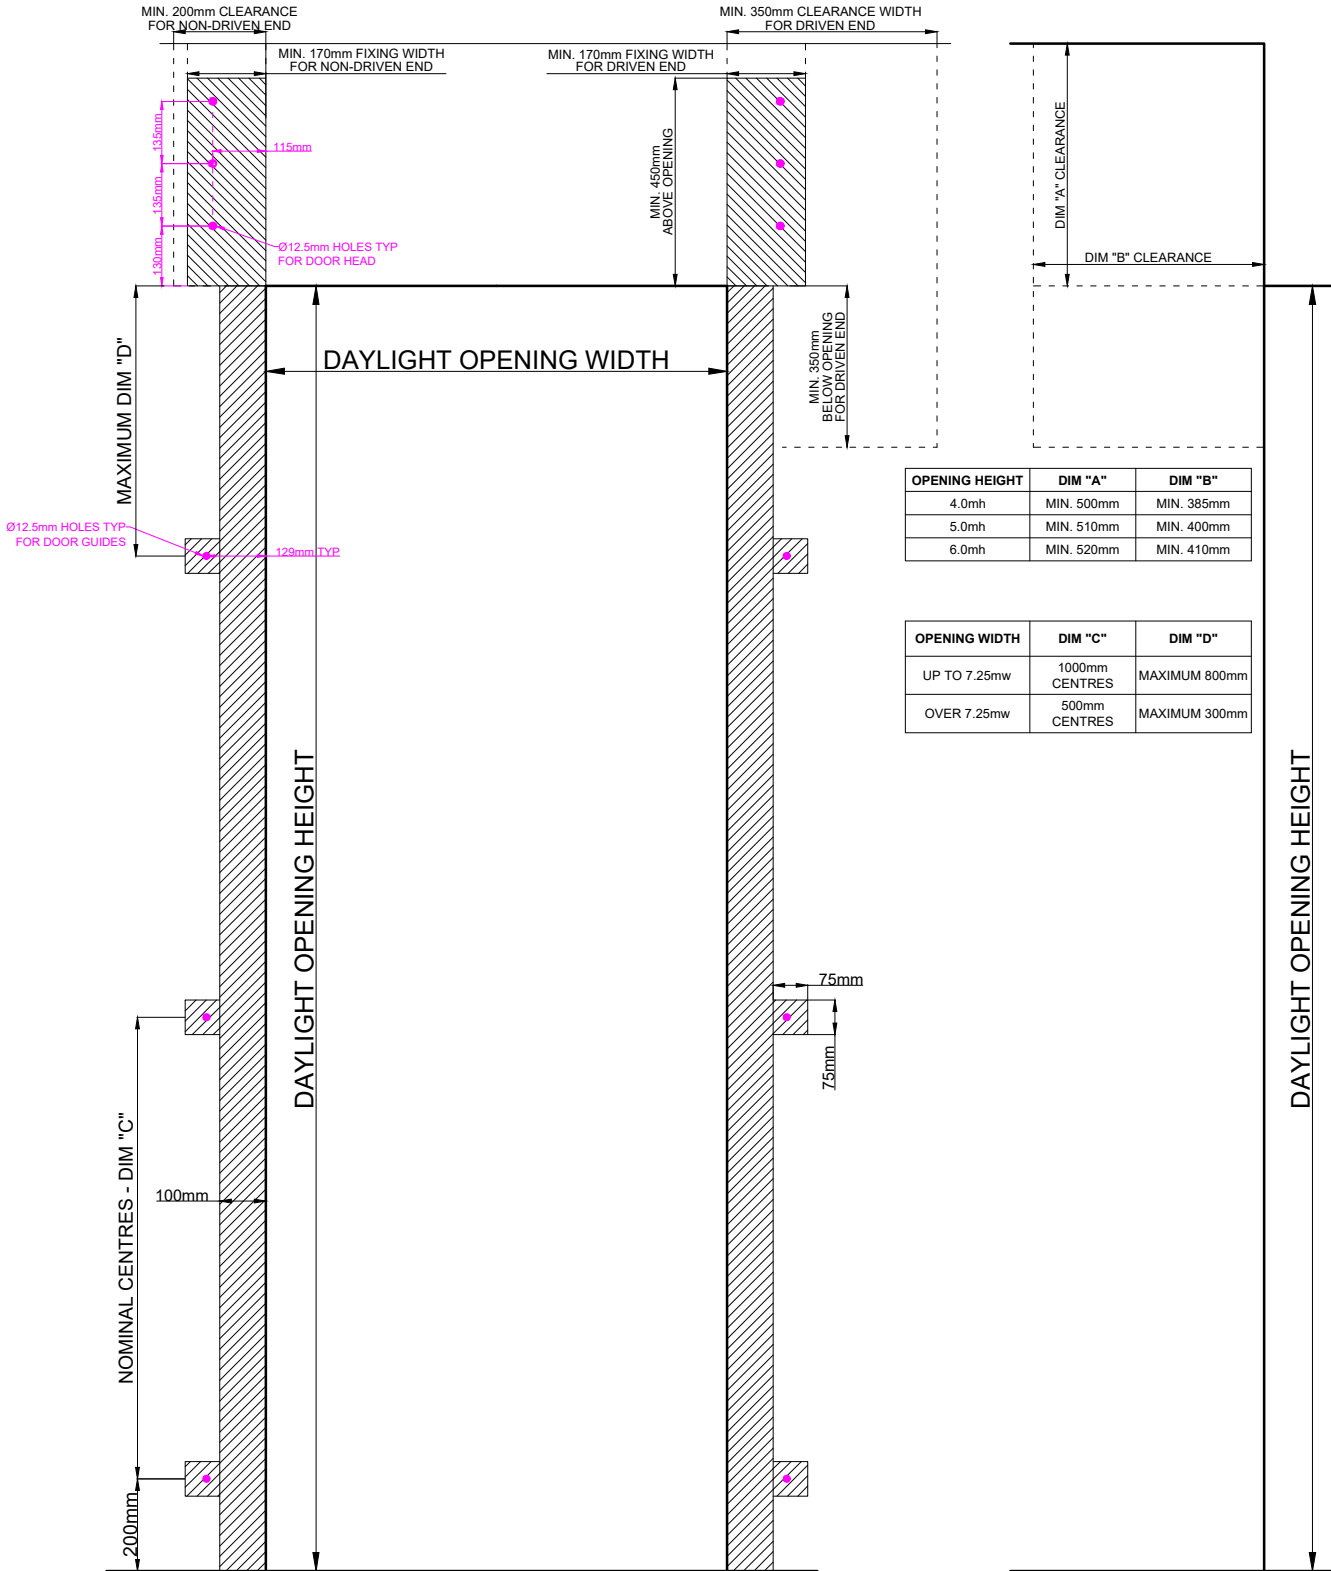 MIN. 200mm CLEARANCE
FOR NON-DRIVEN END
MIN. 350mm CLEARANCE WIDTH
FOR DRIVEN END
MIN. 170mm FIXING WIDTH
FOR NON-DRIVEN END
MIN. 170mm FIXING WIDTH
FOR DRIVEN END
135mm
115mm
135mm
130mm
Ø12.5mm HOLES TYP
FOR DOOR HEAD
MIN. 450mm
ABOVE OPENING
DIM "A" CLEARANCE
DIM "B" CLEARANCE
MAXIMUM DIM "D"
DAYLIGHT OPENING WIDTH
MIN. 350mm
BELOW OPENING
FOR DRIVEN END
OPENING HEIGHT DIM "A" DIM "B"
4.0mh MIN. 500mm MIN. 385mm
5.0mh MIN. 510mm MIN. 400mm
6.0mh MIN. 520mm MIN. 410mm
Ø12.5mm HOLES TYP
FOR DOOR GUIDES
129mm TYP
OPENING WIDTH DIM "C" DIM "D"
UP TO 7.25mw 1000mm
CENTRES MAXIMUM 800mm
OVER 7.25mw 500mm
CENTRES MAXIMUM 300mm
DAYLIGHT OPENING HEIGHT
DAYLIGHT OPENING HEIGHT
75mm
75mm
NOMINAL CENTRES - DIM "C"
100mm
200mm